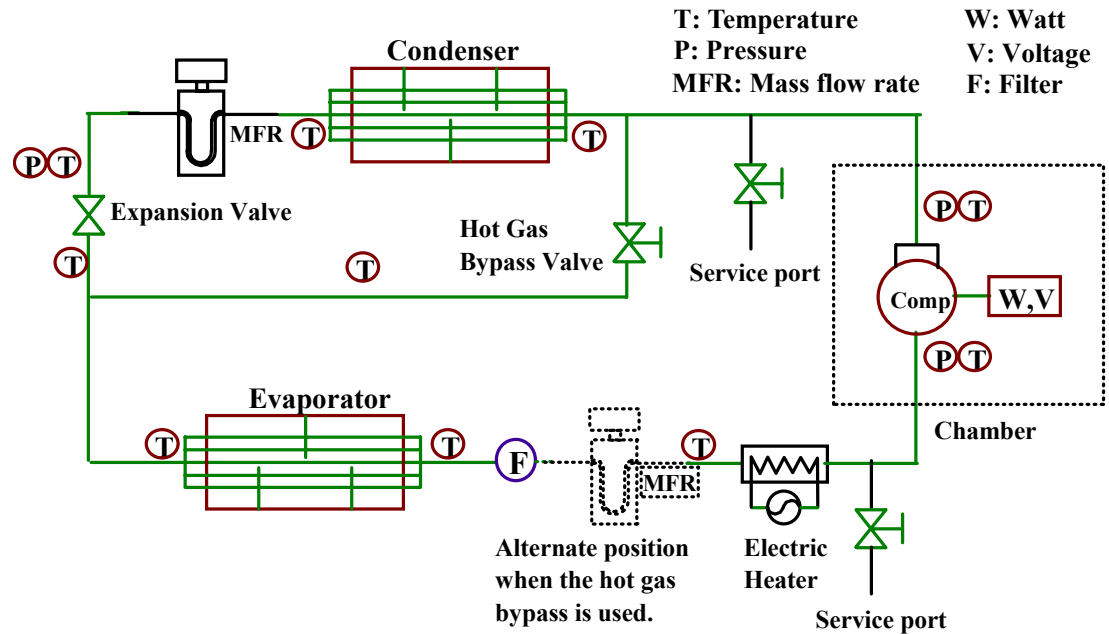 T: Temperature
W: Watt
P: Pressure
V: Voltage
MFR: Mass flow rate
F: Filter
Condenser
MFR
T
T
P T
Expansion Valve
T
T
Hot Gas
Bypass Valve
Service port
P T
Comp
W,V
P T
Chamber
Evaporator
T
T
F
MFR
T
Alternate position
when the hot gas
bypass is used.
Electric
Heater
Service port